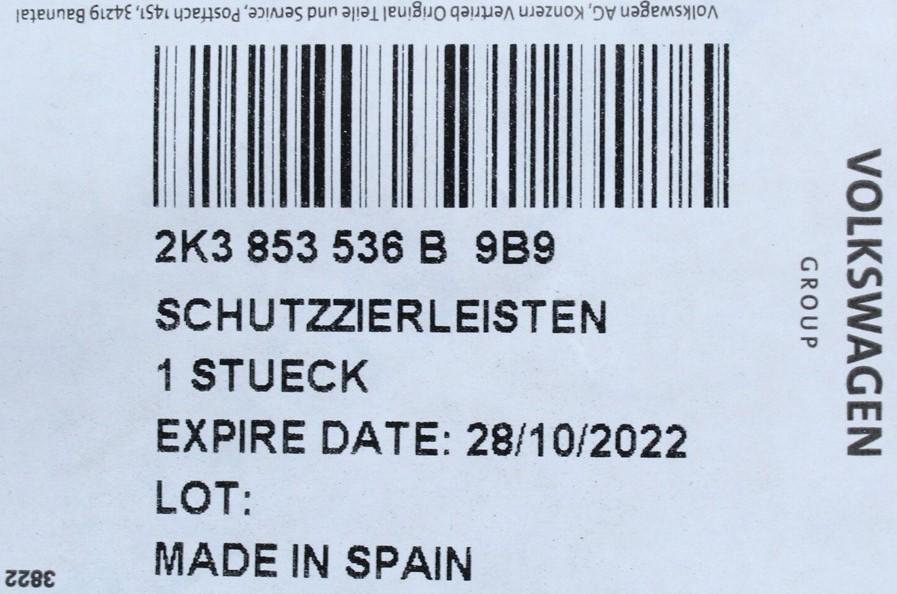 Volkswagen AG, Konzern Vertrieb Original Teile und Service, Postfach 1451, 34219 Baunatal
2K3 853 536 B 9B9
SCHUTZZIERLEISTEN
1 STUECK
EXPIRE DATE: 28/10/2022
LOT:
MADE IN SPAIN
VOLKSWAGEN
GROUP
3822